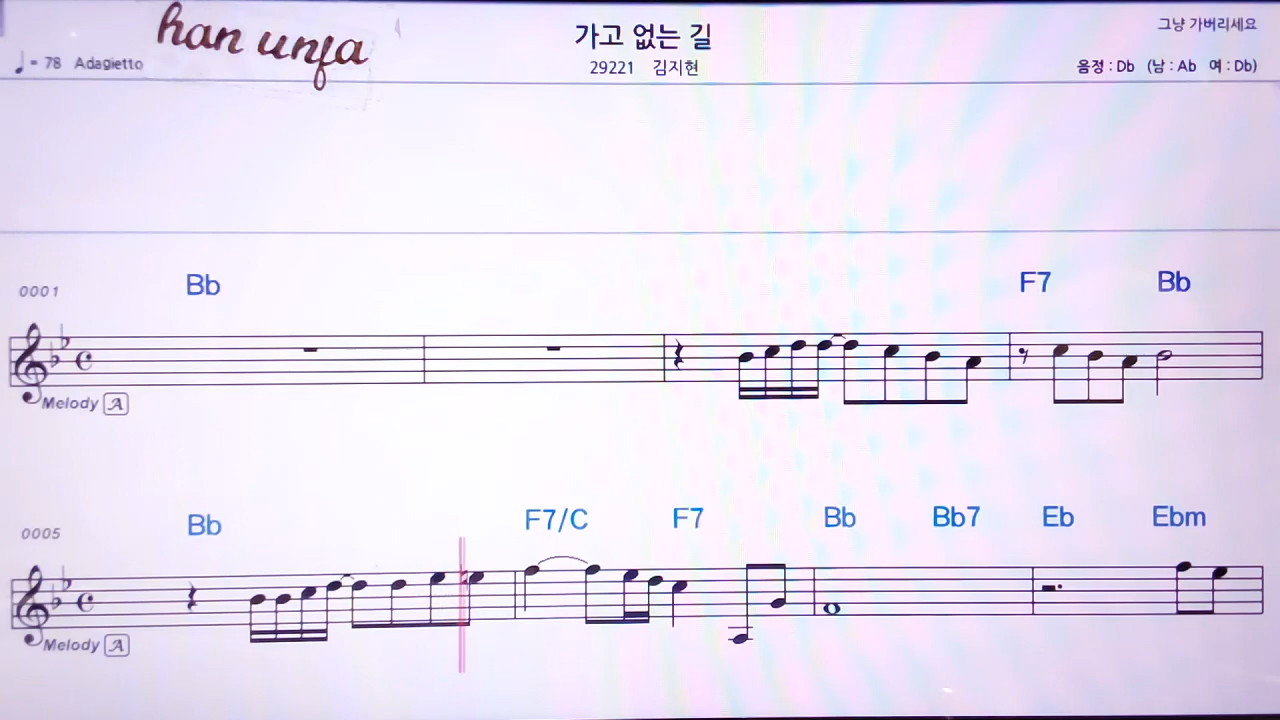 han unfa
가고 없는 길
그냥 가버리세요
♩= 78 Adagietto
29221 김지현
음정 : Db (남 : Ab 여 : Db)
0001 Bb F7 Bb
Melody A
0005 Bb F7/C F7 Bb Bb7 Eb Ebm
Melody A